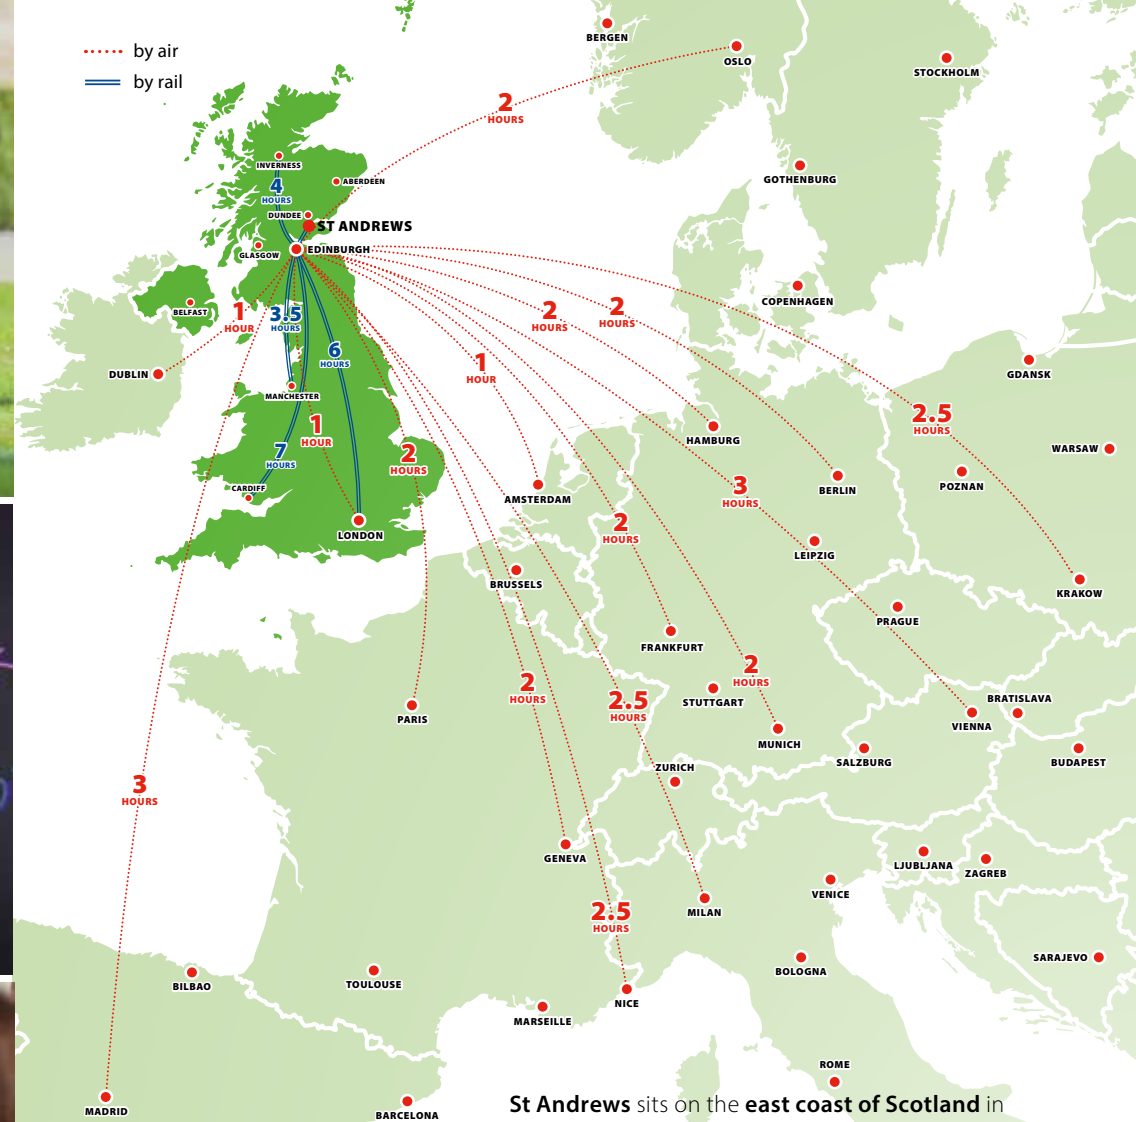 by air
by rail
BERGEN
OSLO
STOCKHOLM
2
HOURS
INVERNESS
4
HOURS
ABERDEEN
GOTHENBURG
DUNDEE
ST ANDREWS
EDINBURGH
GLASGOW
COPENHAGEN
BELFAST
1
HOUR
3.5
HOURS
2
HOURS
2
HOURS
6
HOURS
1
HOUR
DUBLIN
GDANSK
MANCHESTER
2.5
HOURS
1
HOUR
HAMBURG
WARSAW
7
HOURS
2
HOURS
CARDIFF
AMSTERDAM
3
HOURS
BERLIN
POZNAN
LONDON
2
HOURS
LEIPZIG
BRUSSELS
KRAKOW
PRAGUE
FRANKFURT
2
HOURS
2
HOURS
2.5
HOURS
STUTTGART
BRATISLAVA
PARIS
VIENNA
MUNICH
SALZBURG
BUDAPEST
ZURICH
3
HOURS
GENEVA
LJUBLJANA
ZAGREB
VENICE
MILAN
2.5
HOURS
SARAJEVO
BOLOGNA
BILBAO
TOULOUSE
NICE
MARSEILLE
ROME
MADRID
BARCELONA
St Andrews sits on the east coast of Scotland in